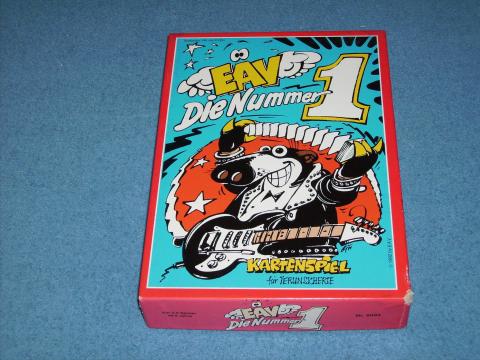 EAV
Die Nummer 1
KARTENSPIEL
für VERUNSICHERTE
EAV
Die Nummer 1